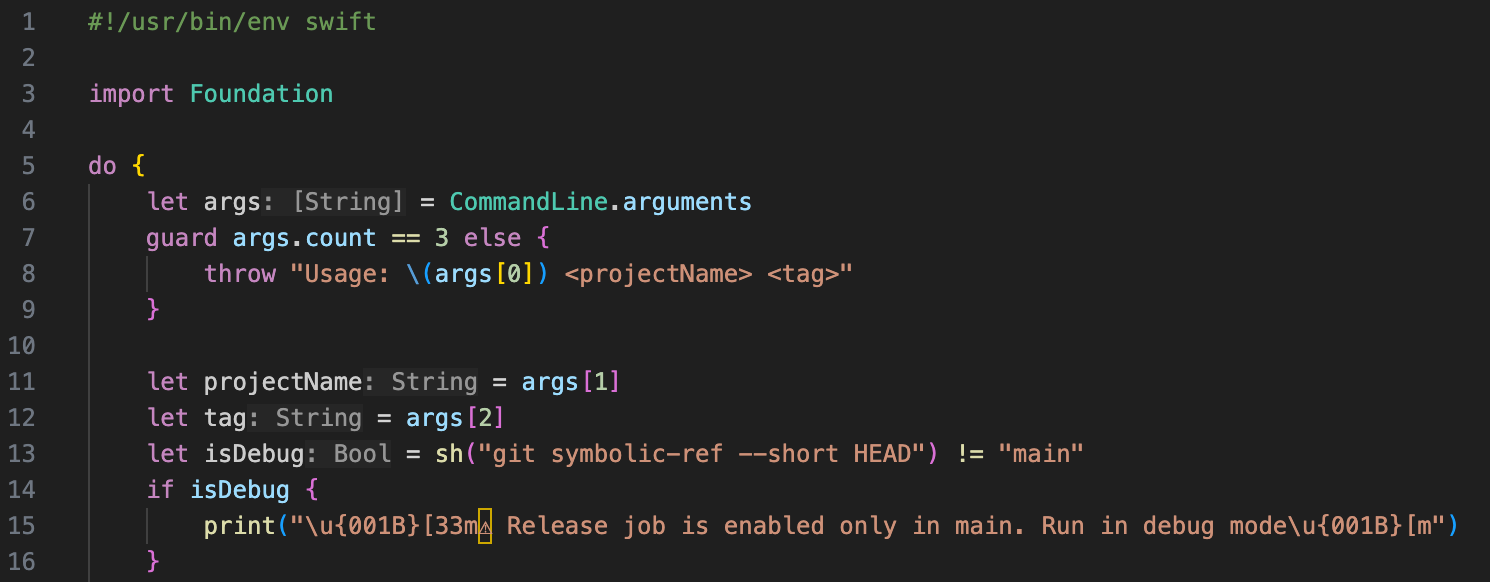 1 #!/usr/bin/env swift
2
3 import Foundation
4
5 do {
6 let args: [String] = CommandLine.arguments
7 guard args.count == 3 else {
8 throw "Usage: \(args[0]) <projectName> <tag>"
9 }
10
11 let projectName: String = args[1]
12 let tag: String = args[2]
13 let isDebug: Bool = sh("git symbolic-ref --short HEAD") != "main"
14 if isDebug {
15 print("\u{001B}[33m⚠ Release job is enabled only in main. Run in debug mode\u{001B}[m")
16 }